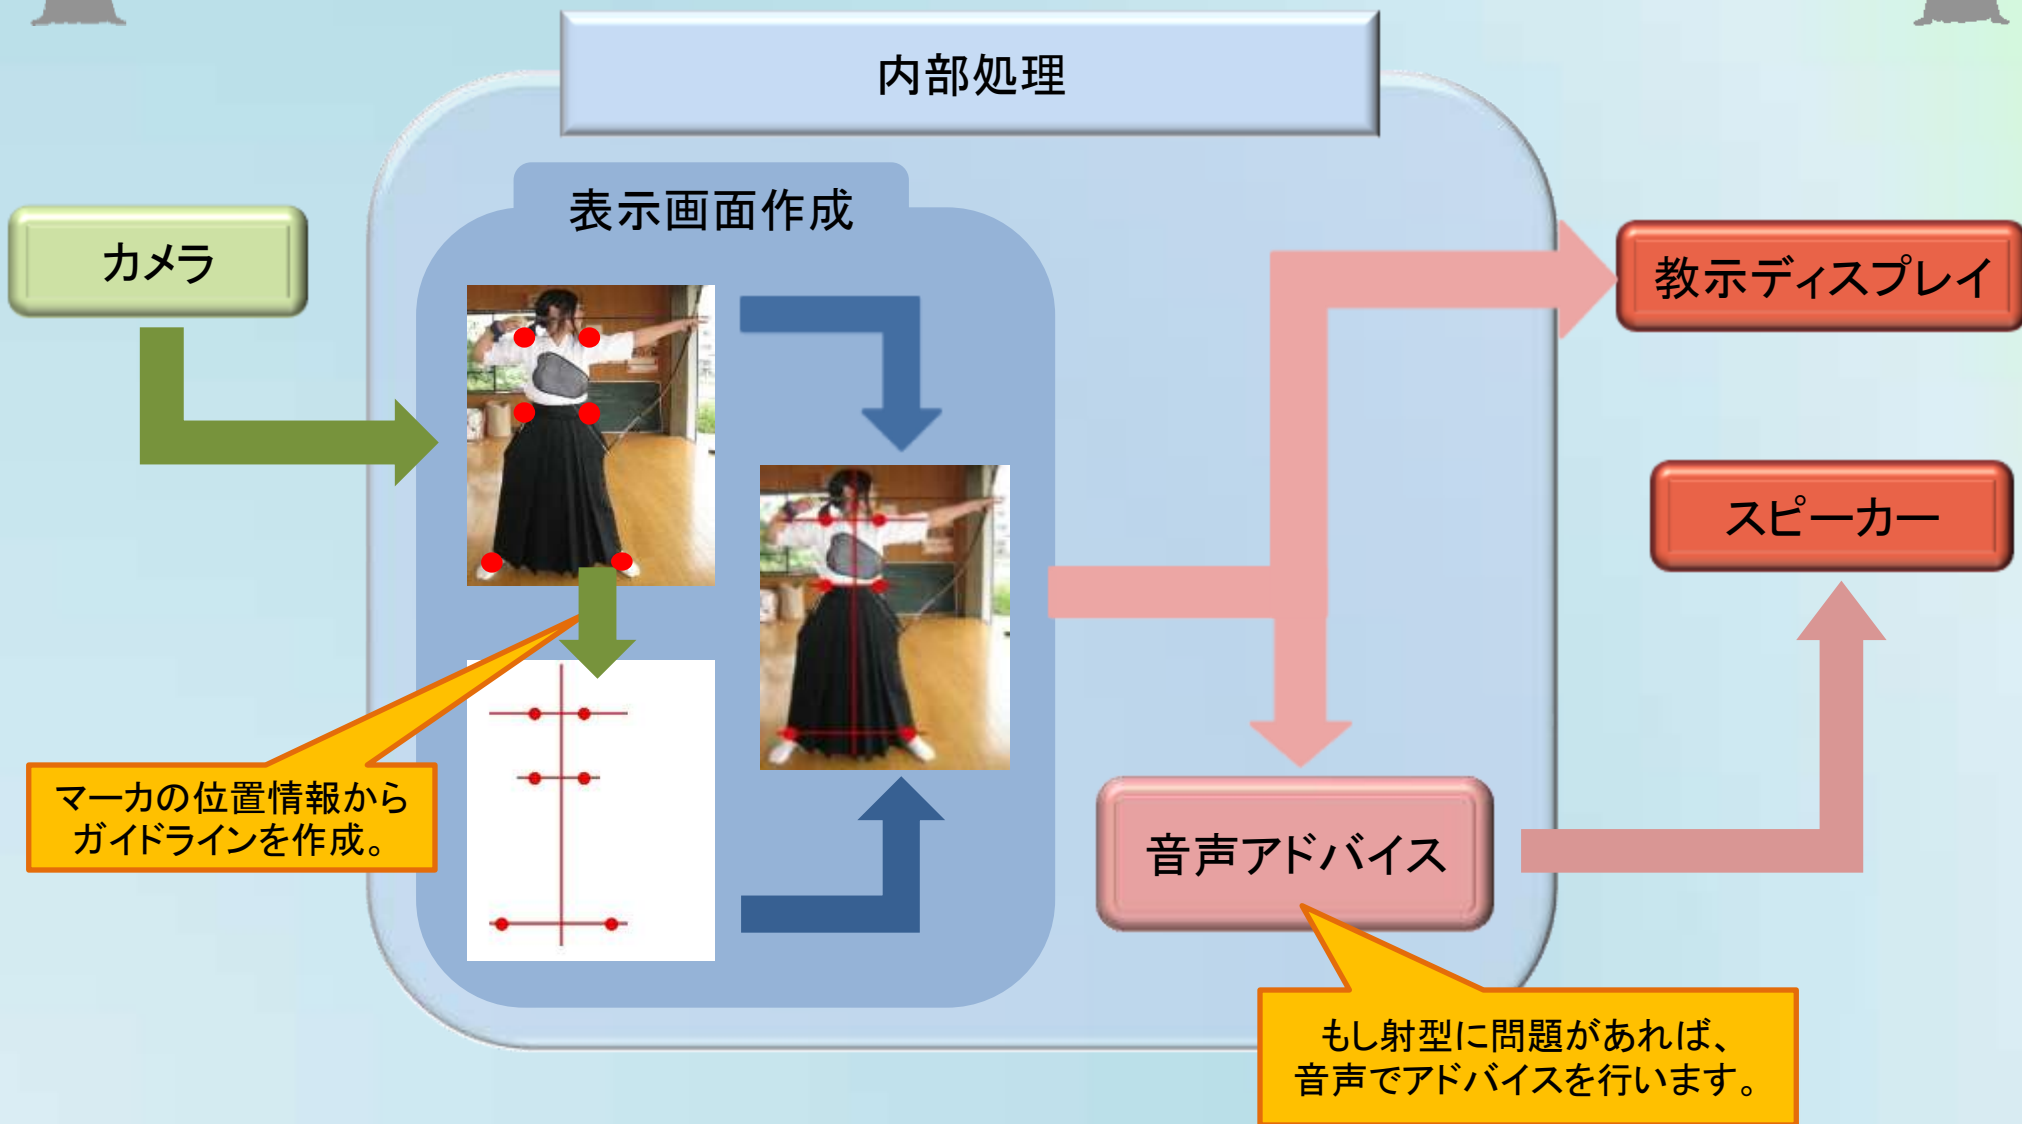 内部処理
表示画面作成
カメラ
教示ディスプレイ
スピーカー
マーカの位置情報から
ガイドラインを作成。
音声アドバイス
もし射型に問題があれば、
音声でアドバイスを行います。